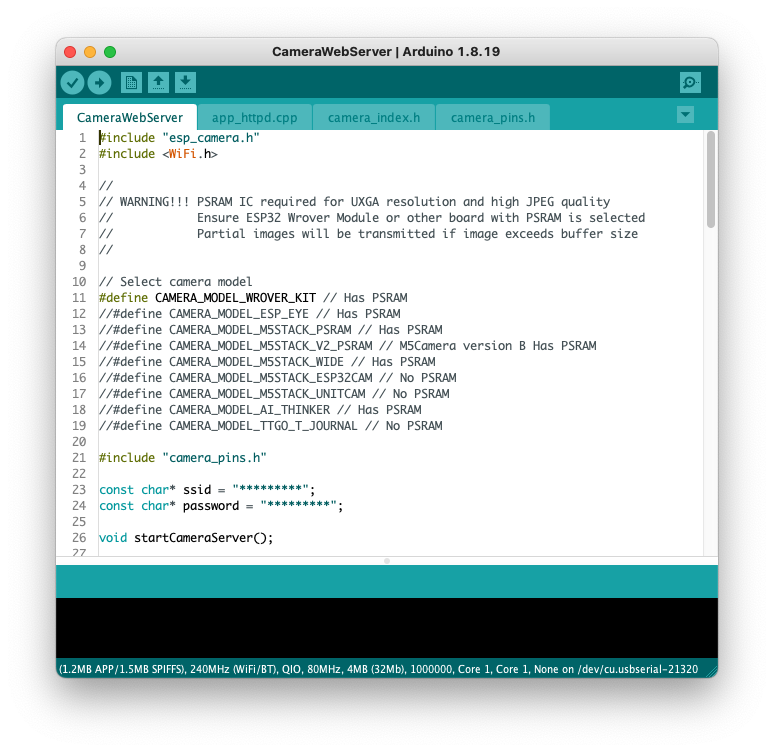 CameraWebServer | Arduino 1.8.19
CameraWebServer app_httpd.cpp camera_index.h camera_pins.h
1 #include "esp_camera.h"
2 #include <WiFi.h>
3
4 //
5 // WARNING!!! PSRAM IC required for UXGA resolution and high JPEG quality
6 //            Ensure ESP32 Wrover Module or other board with PSRAM is selected
7 //            Partial images will be transmitted if image exceeds buffer size
8 //
9
10 // Select camera model
11 #define CAMERA_MODEL_WROVER_KIT // Has PSRAM
12 //#define CAMERA_MODEL_ESP_EYE // Has PSRAM
13 //#define CAMERA_MODEL_M5STACK_PSRAM // Has PSRAM
14 //#define CAMERA_MODEL_M5STACK_V2_PSRAM // M5Camera version B Has PSRAM
15 //#define CAMERA_MODEL_M5STACK_WIDE // Has PSRAM
16 //#define CAMERA_MODEL_M5STACK_ESP32CAM // No PSRAM
17 //#define CAMERA_MODEL_M5STACK_UNITCAM // No PSRAM
18 //#define CAMERA_MODEL_AI_THINKER // Has PSRAM
19 //#define CAMERA_MODEL_TTGO_T_JOURNAL // No PSRAM
20
21 #include "camera_pins.h"
22
23 const char* ssid = "*********";
24 const char* password = "*********";
25
26 void startCameraServer();
27
(1.2MB APP/1.5MB SPIFFS), 240MHz (WiFi/BT), QIO, 80MHz, 4MB (32Mb), 1000000, Core 1, Core 1, None on /dev/cu.usbserial-21320